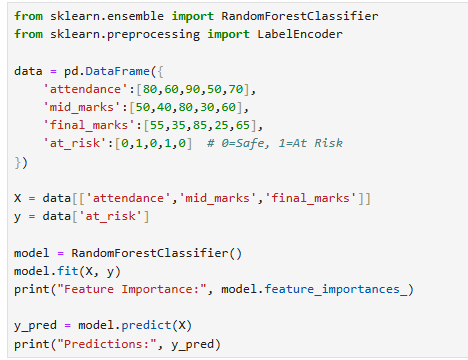 from sklearn.ensemble import RandomForestClassifier
from sklearn.preprocessing import LabelEncoder

data = pd.DataFrame({
    'attendance':[80,60,90,50,70],
    'mid_marks':[50,40,80,30,60],
    'final_marks':[55,35,85,25,65],
    'at_risk':[0,1,0,1,0]  # 0=Safe, 1=At Risk
})

X = data[['attendance','mid_marks','final_marks']]
y = data['at_risk']

model = RandomForestClassifier()
model.fit(X, y)
print("Feature Importance:", model.feature_importances_)

y_pred = model.predict(X)
print("Predictions:", y_pred)